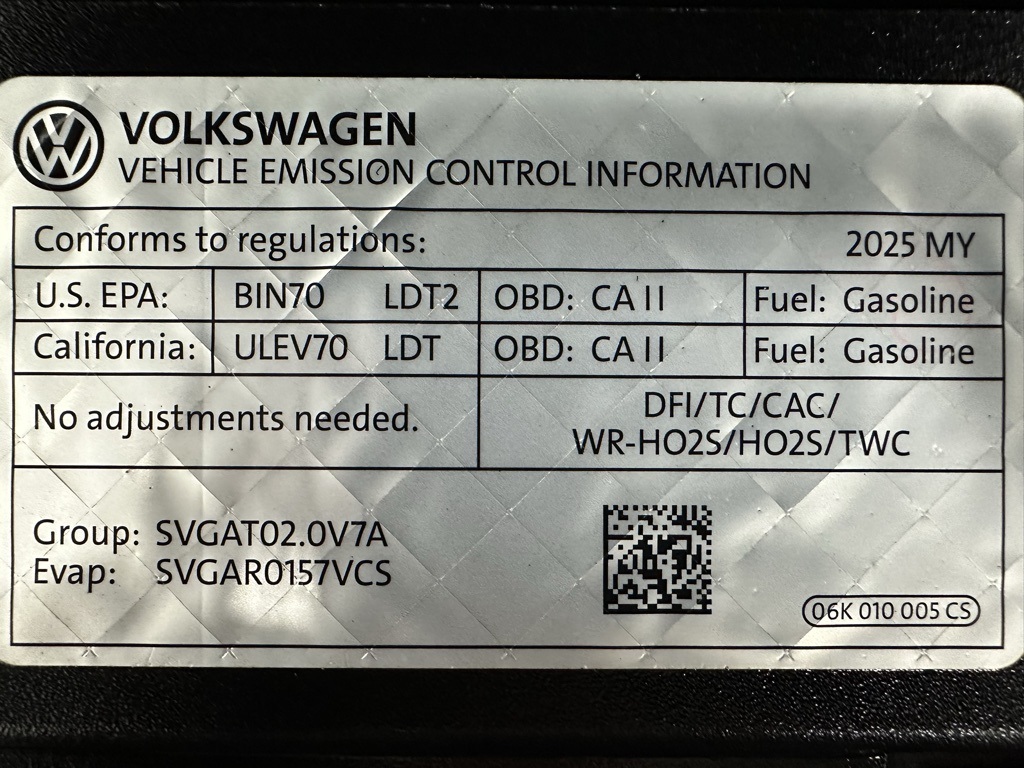 VOLKSWAGEN
VEHICLE EMISSION CONTROL INFORMATION
Conforms to regulations: 2025 MY
U.S. EPA: BIN70 LDT2 OBD: CA II Fuel: Gasoline
California: ULEV70 LDT OBD: CA II Fuel: Gasoline
No adjustments needed.
DFI/TC/CAC/
WR-HO2S/HO2S/TWC
Group: SVGAT02.0V7A
Evap: SVGAR0157VCS
06K 010 005 CS